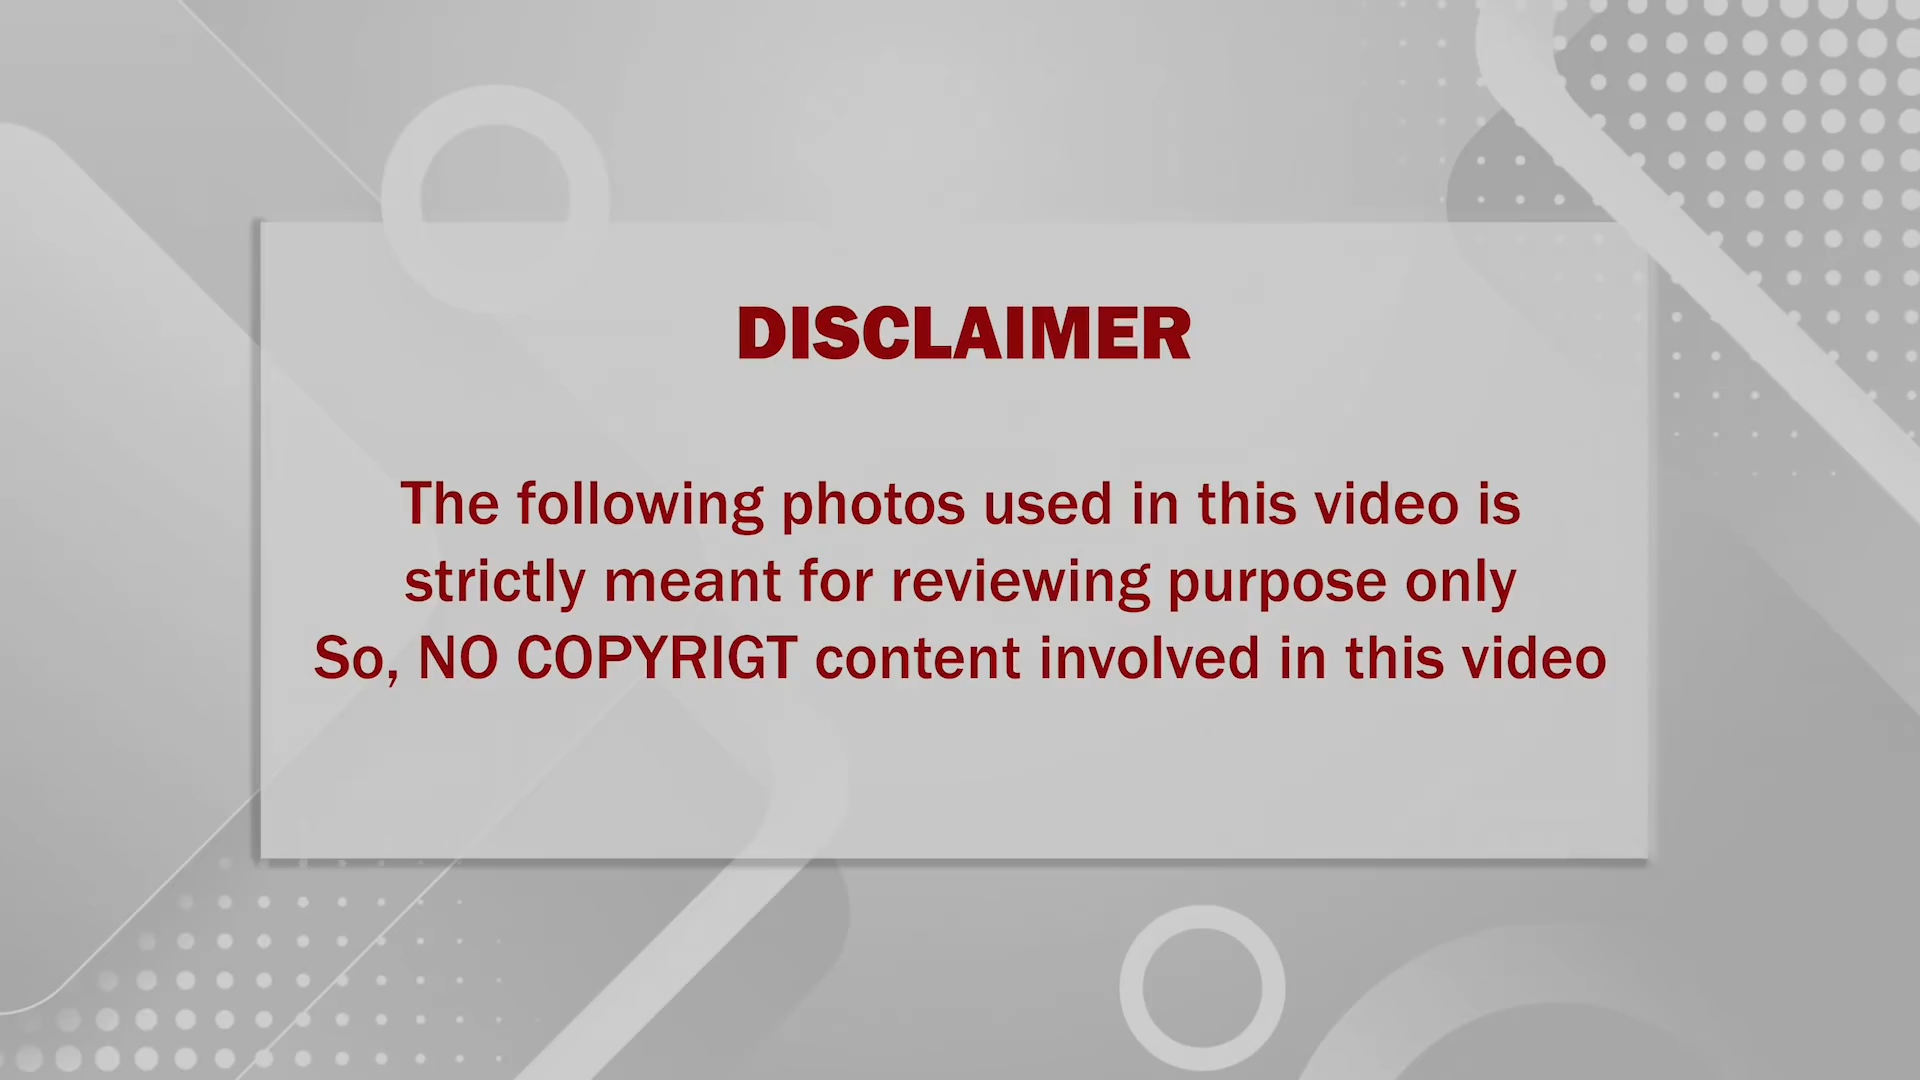 DISCLAIMER
The following photos used in this video is
strictly meant for reviewing purpose only
So, NO COPYRIGT content involved in this video